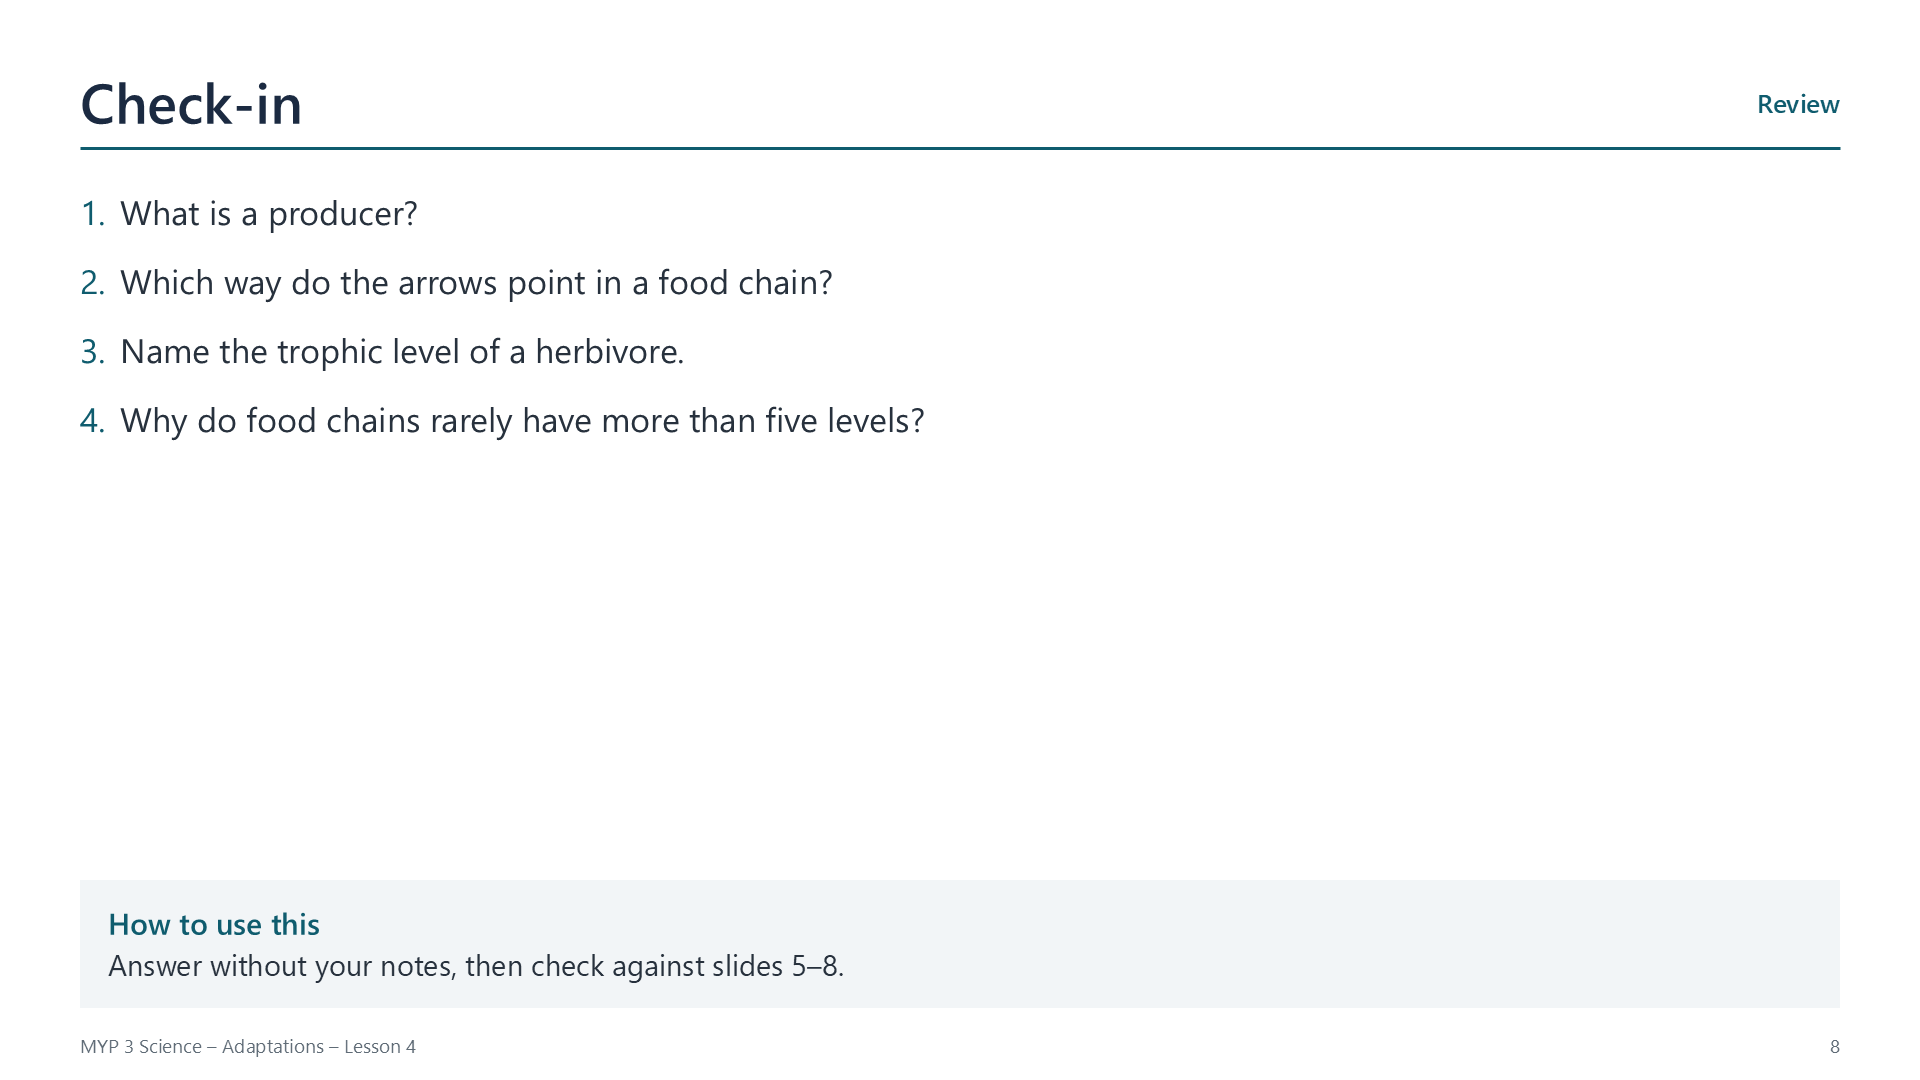 Check-in
Review
1. What is a producer?
2. Which way do the arrows point in a food chain?
3. Name the trophic level of a herbivore.
4. Why do food chains rarely have more than five levels?
How to use this
Answer without your notes, then check against slides 5–8.
MYP 3 Science – Adaptations – Lesson 4
8